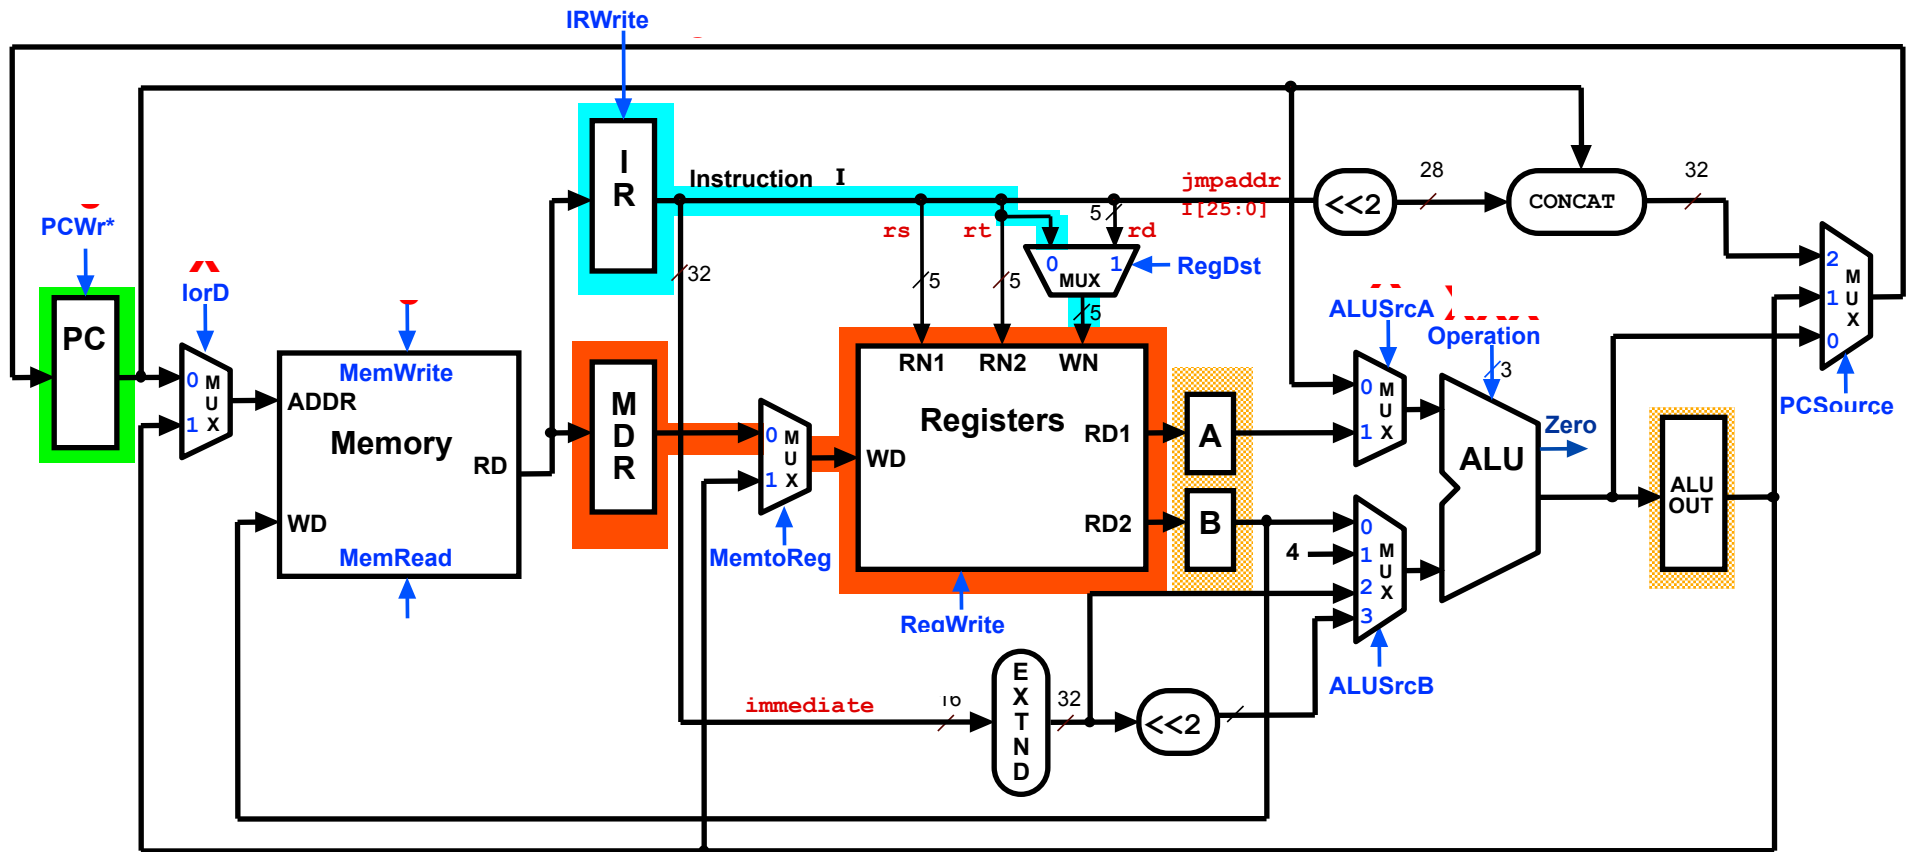 IRWrite
I
R
Instruction I
jmpaddr
I[25:0]
<<2
28
CONCAT
32
PCWr*
PC
IorD
0
1
M
U
X
MemWrite
ADDR
Memory
RD
WD
MemRead
32
rs
rt
5
rd
0 1
MUX
RegDst
5
5
5
M
D
R
0
1
M
U
X
MemtoReg
RN1 RN2 WN
Registers
RD1
WD
RD2
RegWrite
A
B
4
ALUSrcA
0
1
M
U
X
Operation
3
ALU
Zero
0
1
2
3
M
U
X
ALUSrcB
ALU
OUT
2
1
0
M
U
X
PCSource
immediate
16
E
X
T
N
D
32
<<2